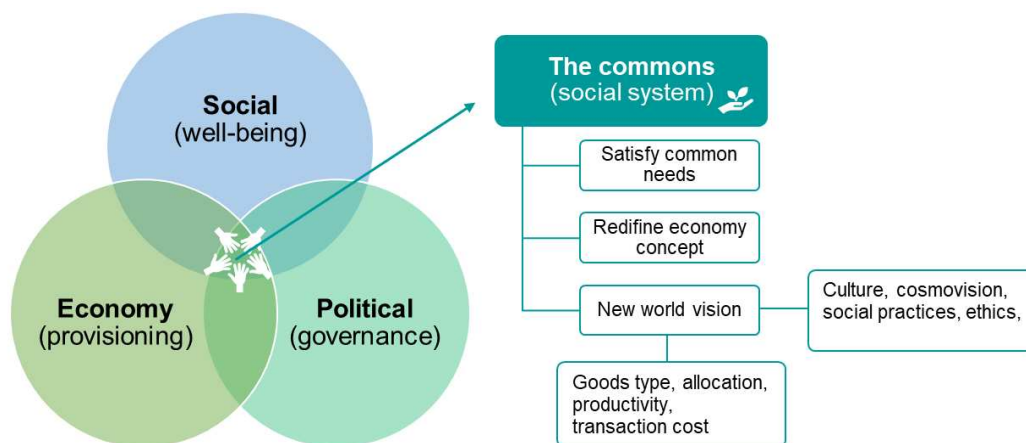 Social
(well-being)
Economy
(provisioning)
Political
(governance)
The commons
(social system)
Satisfy common
needs
Redifine economy
concept
New world vision
Culture, cosmovision,
social practices, ethics,
Goods type, allocation,
productivity,
transaction cost